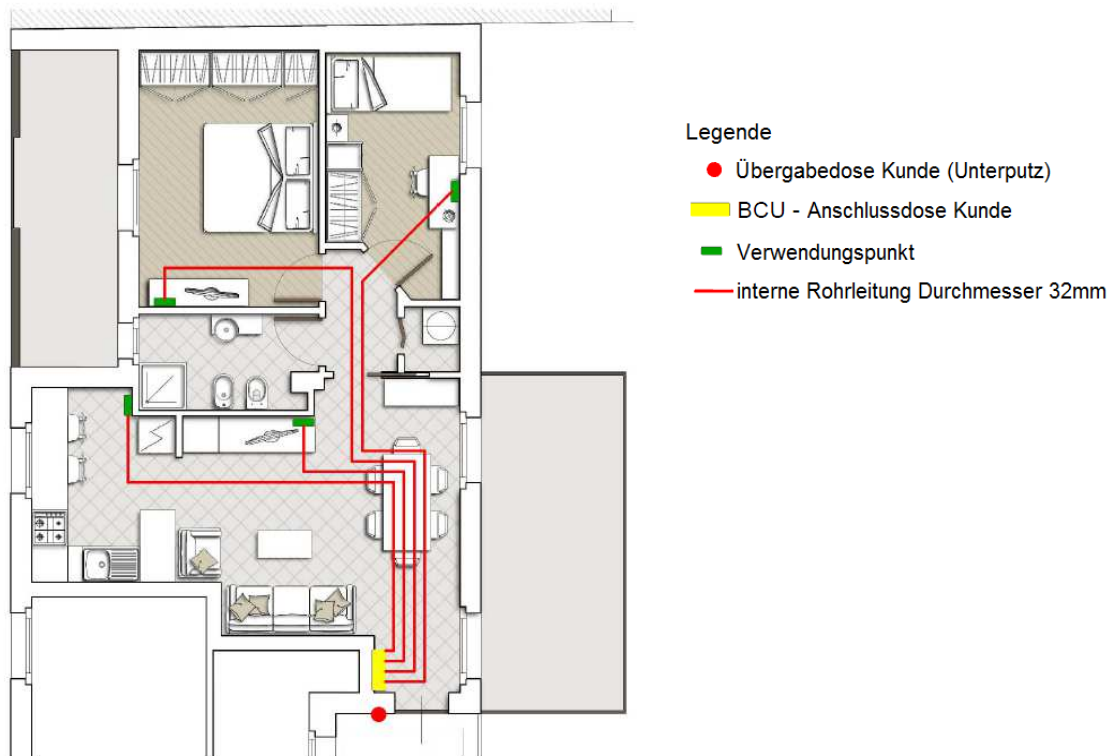 Legende
Übergabedose Kunde (Unterputz)
BCU - Anschlussdose Kunde
Verwendungspunkt
interne Rohrleitung Durchmesser 32mm